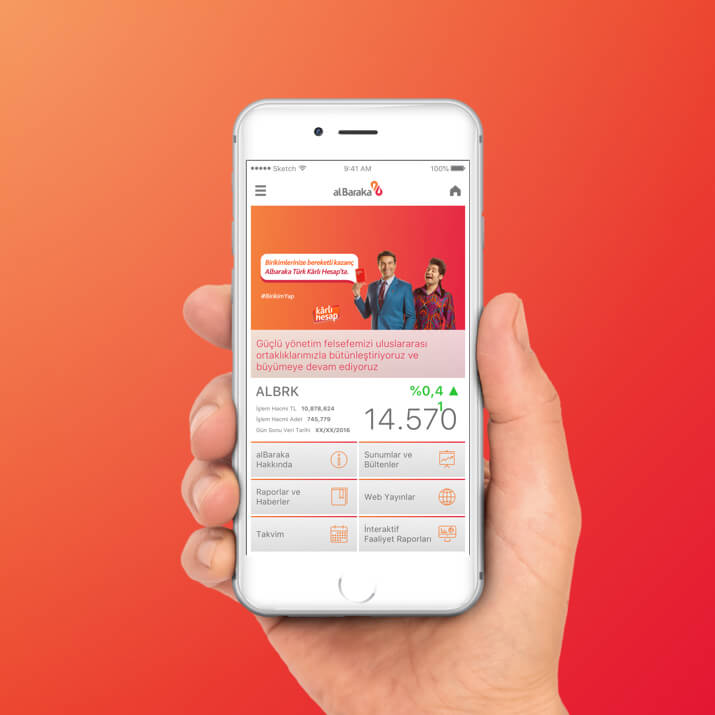 ●●●●● Sketch 9:41 AM 100%
alBaraka
Birikimlerinize bereketli kazanç
Albaraka Türk Kârlı Hesap'ta.
#BirikimYap
kârlı
hesap
Güçlü yönetim felsefemizi uluslararası
ortaklıklarımızla bütünleştiriyoruz ve
büyümeye devam ediyoruz
ALBRK
%0,4
1
İşlem Hacmi TL 10,878,624
İşlem Hacmi Adet 745,779
Gün Sonu Veri Tarihi XX/XX/2016
14.570
alBaraka
Hakkında
Sunumlar ve
Bültenler
Raporlar ve
Haberler
Web Yayınlar
Takvim
İnteraktif
Faaliyet Raporları